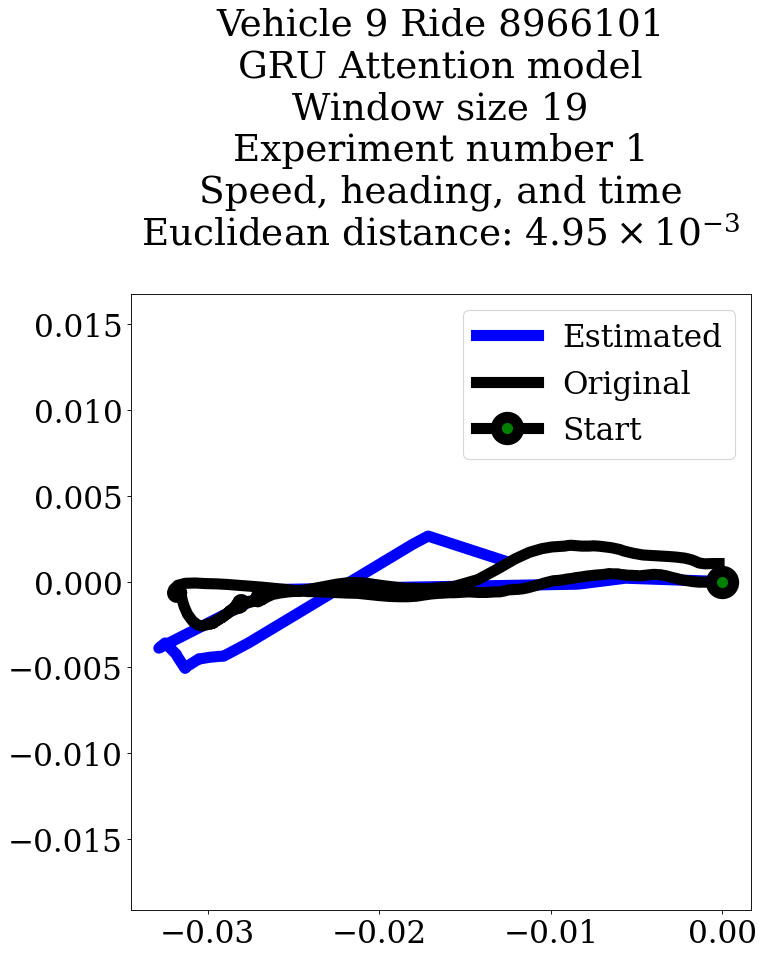 Vehicle 9 Ride 8966101
GRU Attention model
Window size 19
Experiment number 1
Speed, heading, and time
Euclidean distance: 4.95 × 10⁻³
0.015
0.010
0.005
0.000
−0.005
−0.010
−0.015
Estimated
Original
Start
−0.03
−0.02
−0.01
0.00